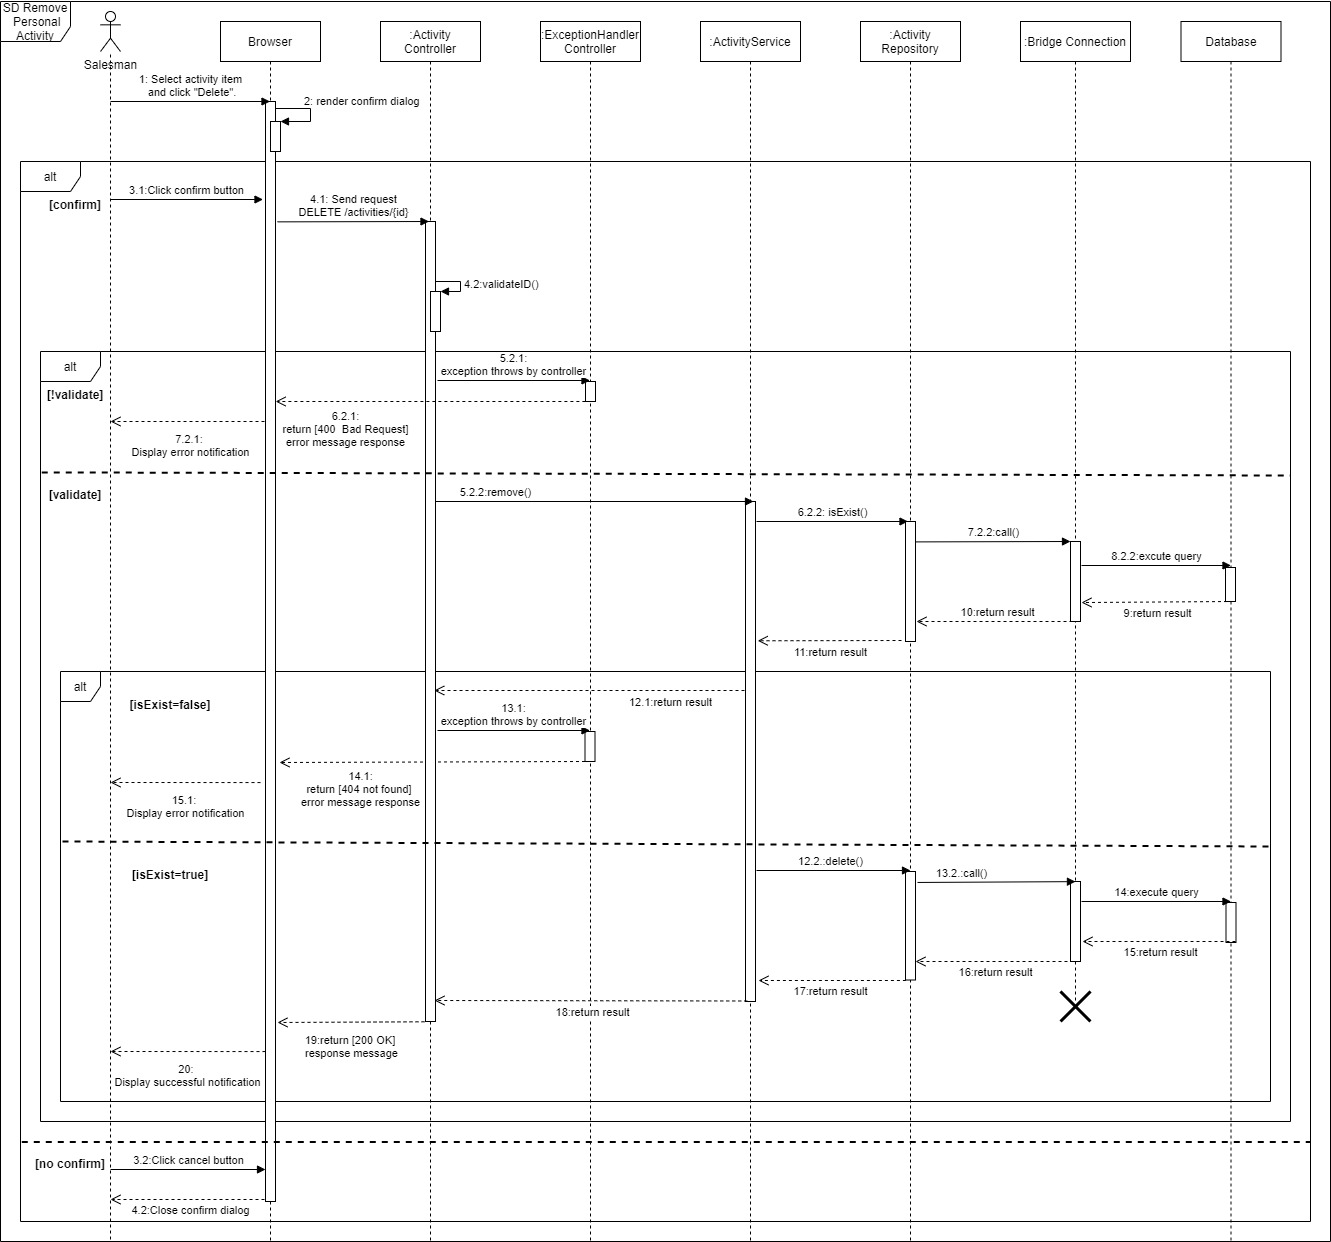 SD Remove
Personal
Activity
Salesman
Browser
:Activity
Controller
:ExceptionHandler
Controller
:ActivityService
:Activity
Repository
:Bridge Connection
Database
1: Select activity item
and click "Delete".
2: render confirm dialog
alt
[confirm]
3.1:Click confirm button
4.1: Send request
DELETE /activities/{id}
4.2:validateID()
alt
[!validate]
5.2.1:
exception throws by controller
6.2.1:
return [400 Bad Request]
error message response
7.2.1:
Display error notification
[validate]
5.2.2:remove()
6.2.2: isExist()
7.2.2:call()
8.2.2:excute query
9:return result
10:return result
11:return result
alt
[isExist=false]
12.1:return result
13.1:
exception throws by controller
14.1:
return [404 not found]
error message response
15.1:
Display error notification
[isExist=true]
12.2.:delete()
13.2.:call()
14:execute query
15:return result
16:return result
17:return result
18:return result
19:return [200 OK]
response message
20:
Display successful notification
[no confirm]
3.2:Click cancel button
4.2:Close confirm dialog